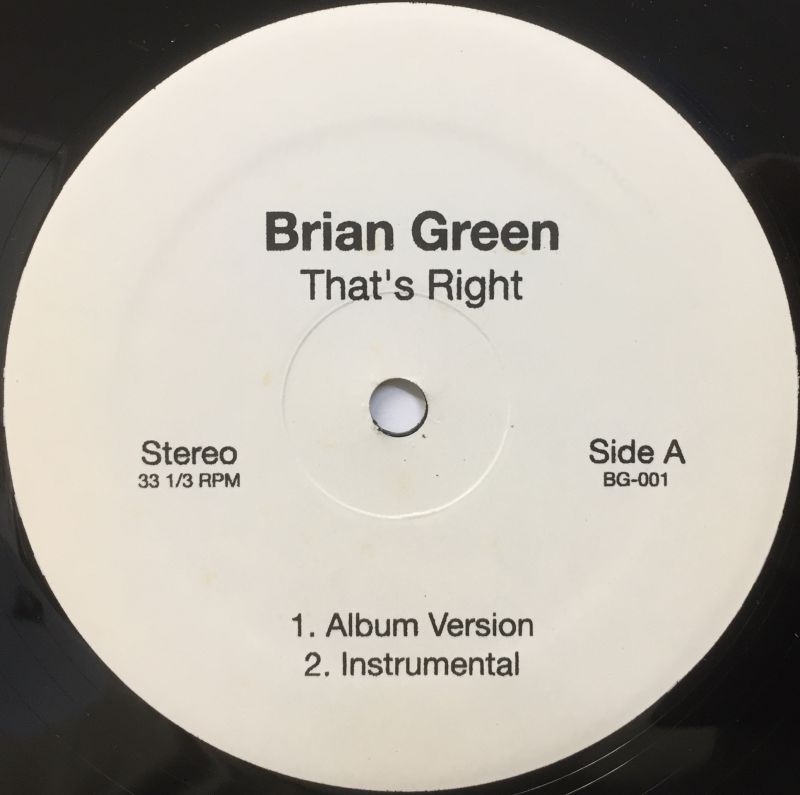 Brian Green
That's Right
Stereo
33 1/3 RPM
Side A
BG-001
1. Album Version
2. Instrumental